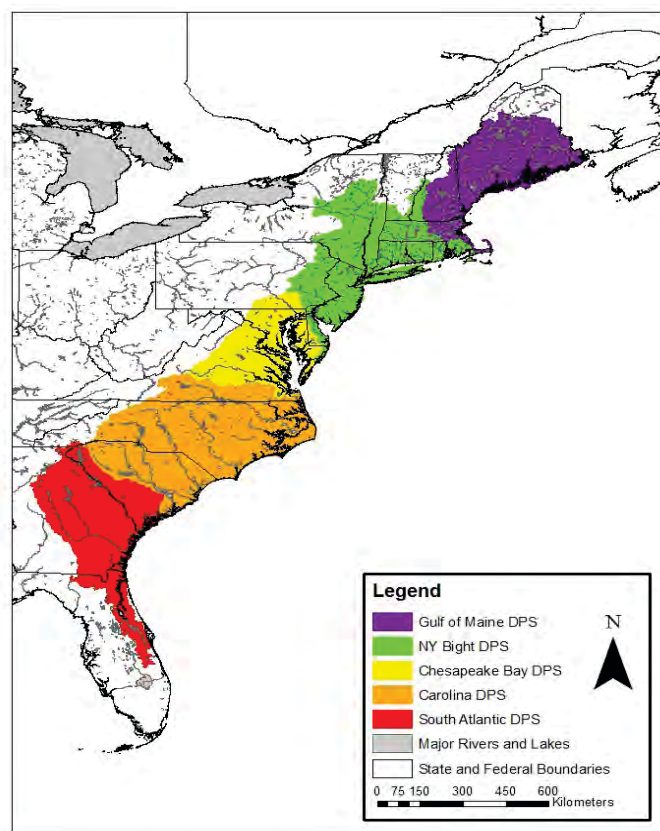 Legend
Gulf of Maine DPS
NY Bight DPS
Chesapeake Bay DPS
Carolina DPS
South Atlantic DPS
Major Rivers and Lakes
State and Federal Boundaries
N
0 75 150 300 450 600
Kilometers